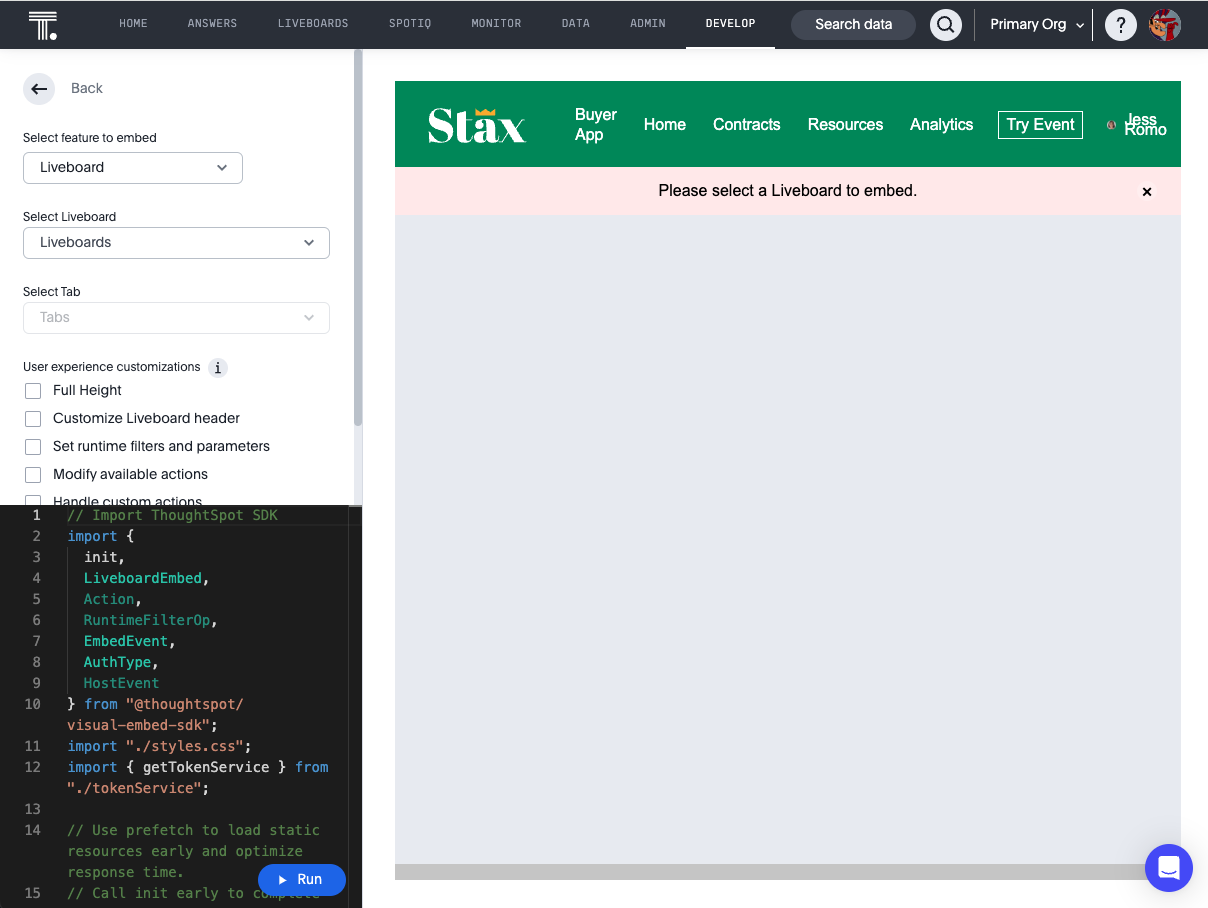 HOME ANSWERS LIVEBOARDS SPOTIQ MONITOR DATA ADMIN DEVELOP Search data Primary Org ?
Back
Select feature to embed
Liveboard
Select Liveboard
Liveboards
Select Tab
Tabs
User experience customizations i
Full Height
Customize Liveboard header
Set runtime filters and parameters
Modify available actions
Handle custom actions
1 // Import ThoughtSpot SDK
2 import {
3 init,
4 LiveboardEmbed,
5 Action,
6 RuntimeFilterOp,
7 EmbedEvent,
8 AuthType,
9 HostEvent
10 } from "@thoughtspot/
visual-embed-sdk";
11 import "./styles.css";
12 import { getTokenService } from
"./tokenService";
13
14 // Use prefetch to load static
resources early and optimize
response time.
15 // Call init early to complete
Run
Stax
Buyer
App
Home Contracts Resources Analytics Try Event
Jess
Romo
Please select a Liveboard to embed. ×